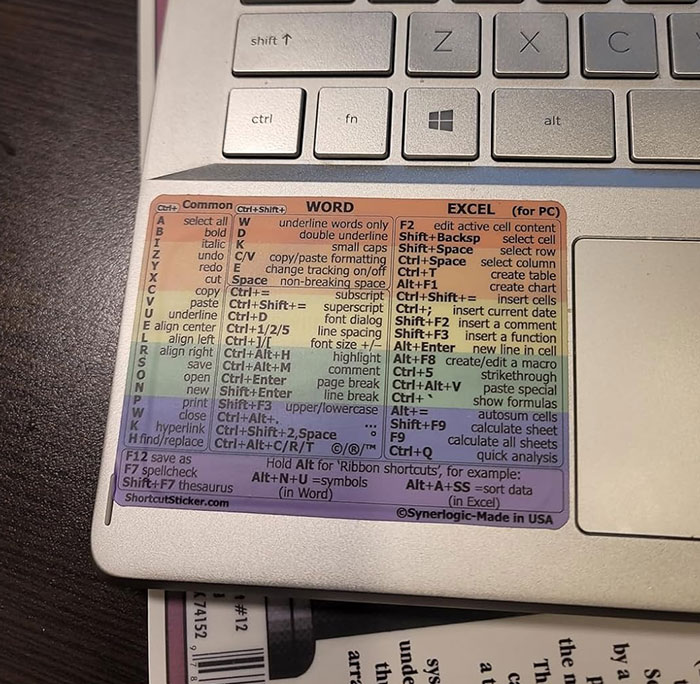 shift ↑
Z
X
C
ctrl
fn
alt
Ctrl+ Common
A select all
B bold
I italic
Z undo
Y redo
X cut
C copy
V paste
U underline
E align center
L align left
R align right
S save
O open
N new
P print
W close
K hyperlink
H find/replace
Ctrl+Shift+ WORD
W underline words only
D double underline
K small caps
C/V copy/paste formatting
E change tracking on/off
Space non-breaking space
Ctrl+= subscript
Ctrl+Shift+= superscript
Ctrl+D font dialog
Ctrl+1/2/5 line spacing
Ctrl+]/[ font size +/-
Ctrl+Alt+H highlight
Ctrl+Alt+M comment
Ctrl+Enter page break
Shift+Enter line break
Shift+F3 upper/lowercase
Ctrl+Alt+. ...
Ctrl+Shift+2,Space °
Ctrl+Alt+C/R/T ©/®/™
EXCEL (for PC)
F2 edit active cell content
Shift+Backsp select cell
Shift+Space select row
Ctrl+Space select column
Ctrl+T create table
Alt+F1 create chart
Ctrl+Shift+= insert cells
Ctrl+; insert current date
Shift+F2 insert a comment
Shift+F3 insert a function
Alt+Enter new line in cell
Alt+F8 create/edit a macro
Ctrl+5 strikethrough
Ctrl+Alt+V paste special
Ctrl+` show formulas
Alt+= autosum cells
Shift+F9 calculate sheet
F9 calculate all sheets
Ctrl+Q quick analysis
F12 save as
F7 spellcheck
Shift+F7 thesaurus
Hold Alt for 'Ribbon shortcuts', for example:
Alt+N+U =symbols
(in Word)
Alt+A+SS =sort data
(in Excel)
ShortcutSticker.com
©Synerlogic-Made in USA
#12
74152
sys
unde
arra
a t
Th
the n
by a